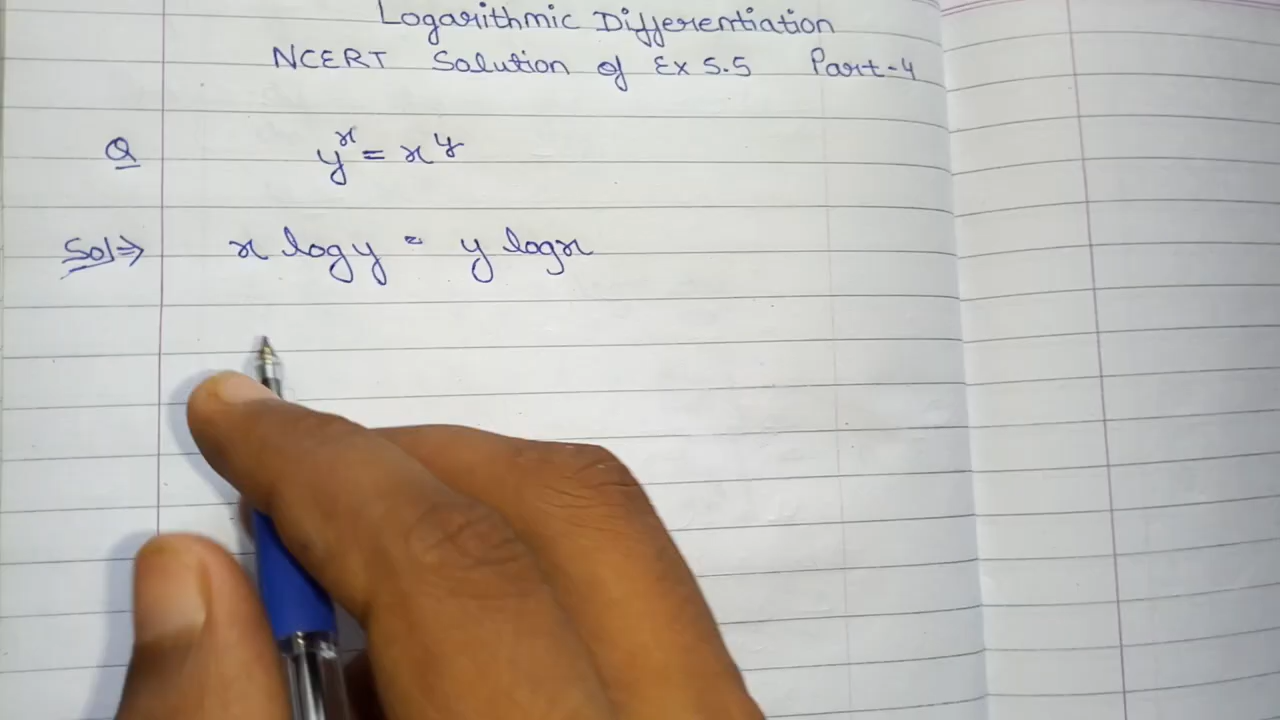 Logarithmic Differentiation
NCERT Solution of Ex 5.5 Part-4
Q y^x = x^y
Sol⇒ x log y = y log x